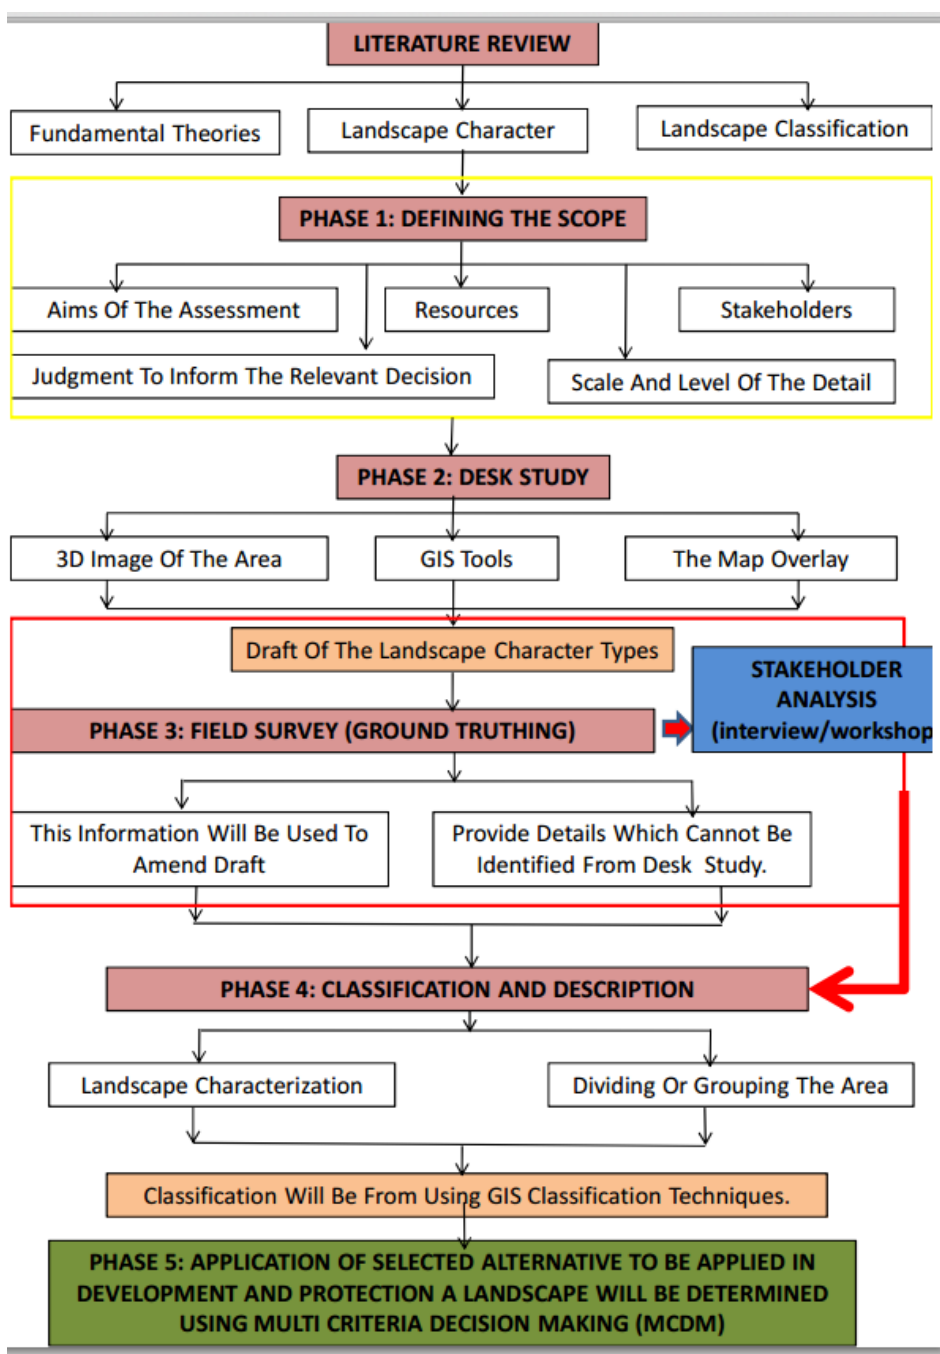 LITERATURE REVIEW
Fundamental Theories
Landscape Character
Landscape Classification
PHASE 1: DEFINING THE SCOPE
Aims Of The Assessment
Resources
Stakeholders
Judgment To Inform The Relevant Decision
Scale And Level Of The Detail
PHASE 2: DESK STUDY
3D Image Of The Area
GIS Tools
The Map Overlay
Draft Of The Landscape Character Types
STAKEHOLDER
ANALYSIS
(interview/workshop
PHASE 3: FIELD SURVEY (GROUND TRUTHING)
This Information Will Be Used To
Amend Draft
Provide Details Which Cannot Be
Identified From Desk Study.
PHASE 4: CLASSIFICATION AND DESCRIPTION
Landscape Characterization
Dividing Or Grouping The Area
Classification Will Be From Using GIS Classification Techniques.
PHASE 5: APPLICATION OF SELECTED ALTERNATIVE TO BE APPLIED IN
DEVELOPMENT AND PROTECTION A LANDSCAPE WILL BE DETERMINED
USING MULTI CRITERIA DECISION MAKING (MCDM)